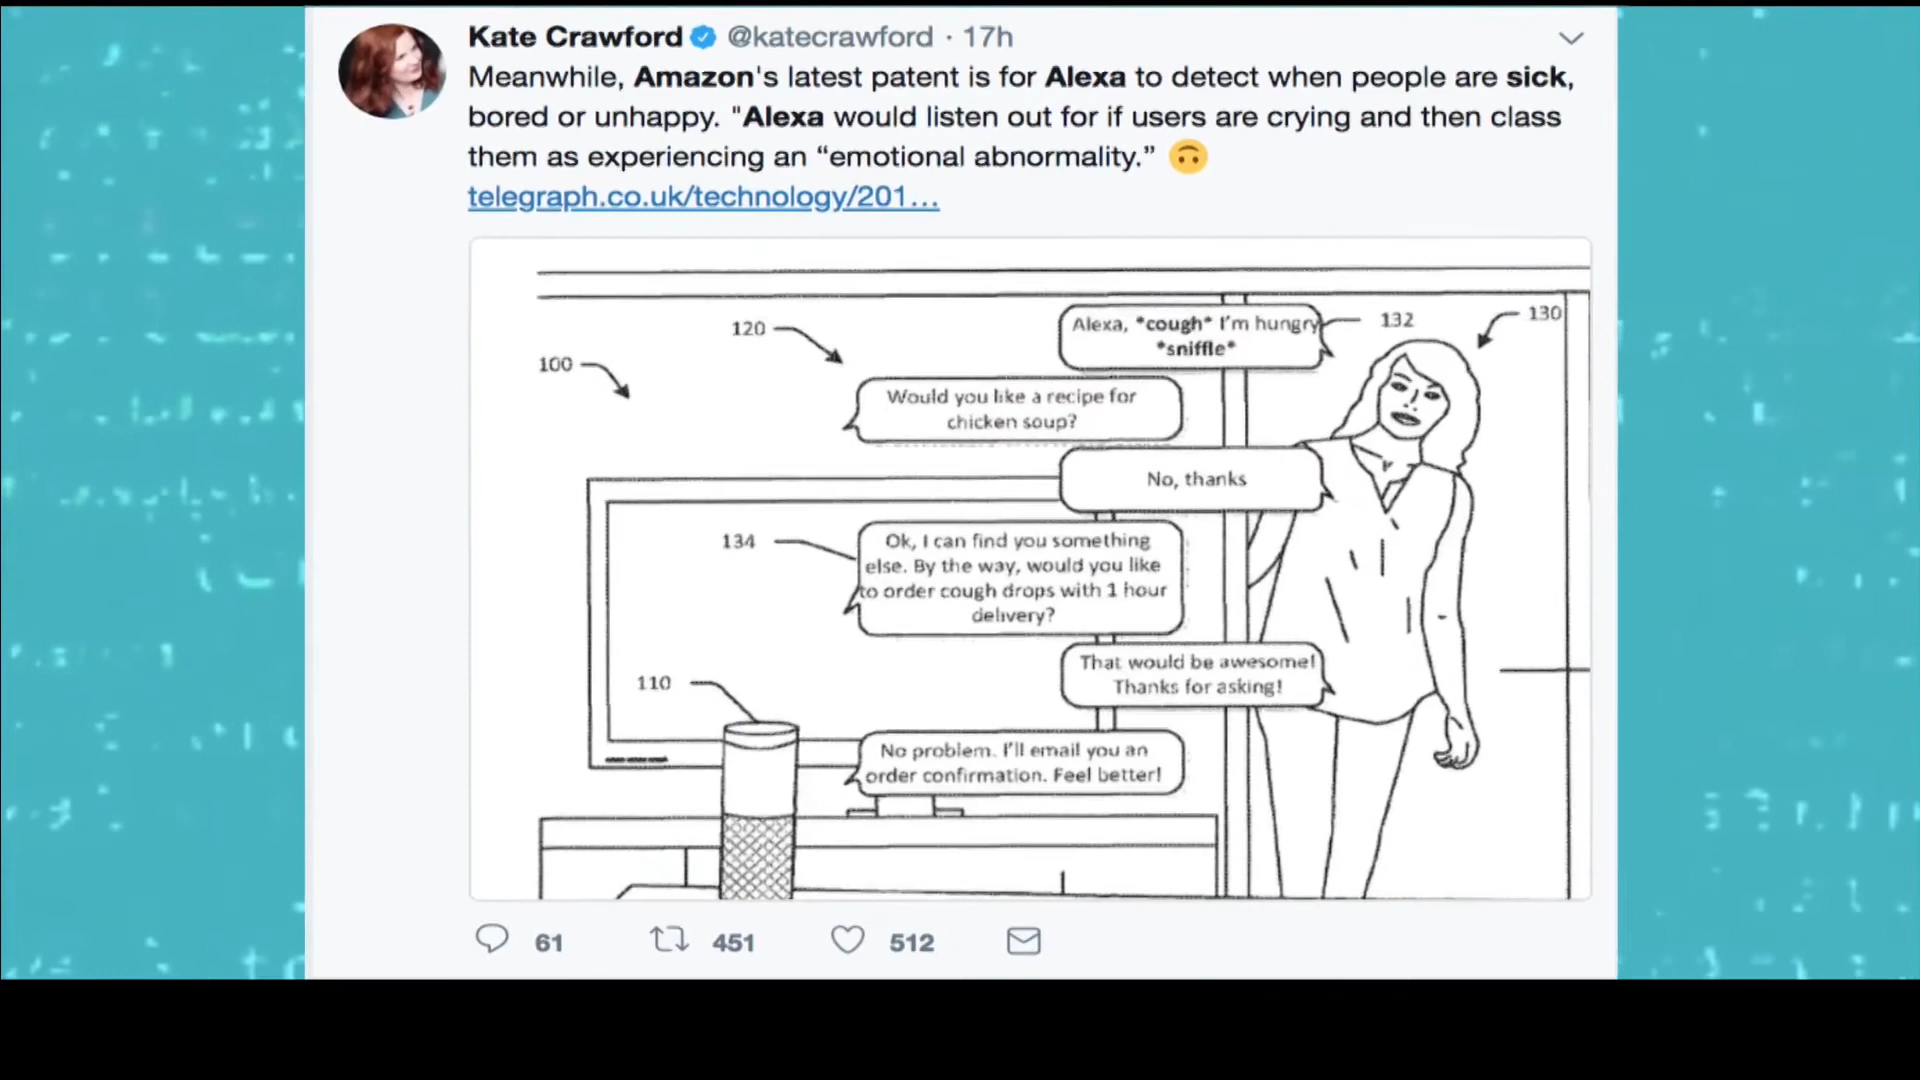 Kate Crawford @katecrawford · 17h
Meanwhile, Amazon's latest patent is for Alexa to detect when people are sick,
bored or unhappy. "Alexa would listen out for if users are crying and then class
them as experiencing an “emotional abnormality.” 🙃
telegraph.co.uk/technology/201...
130
132
Alexa, *cough* I'm hungry
*sniffle*
120
100
Would you like a recipe for
chicken soup?
No, thanks
134
Ok, I can find you something
else. By the way, would you like
to order cough drops with 1 hour
delivery?
That would be awesome!
Thanks for asking!
110
No problem. I'll email you an
order confirmation. Feel better!
61 451 512